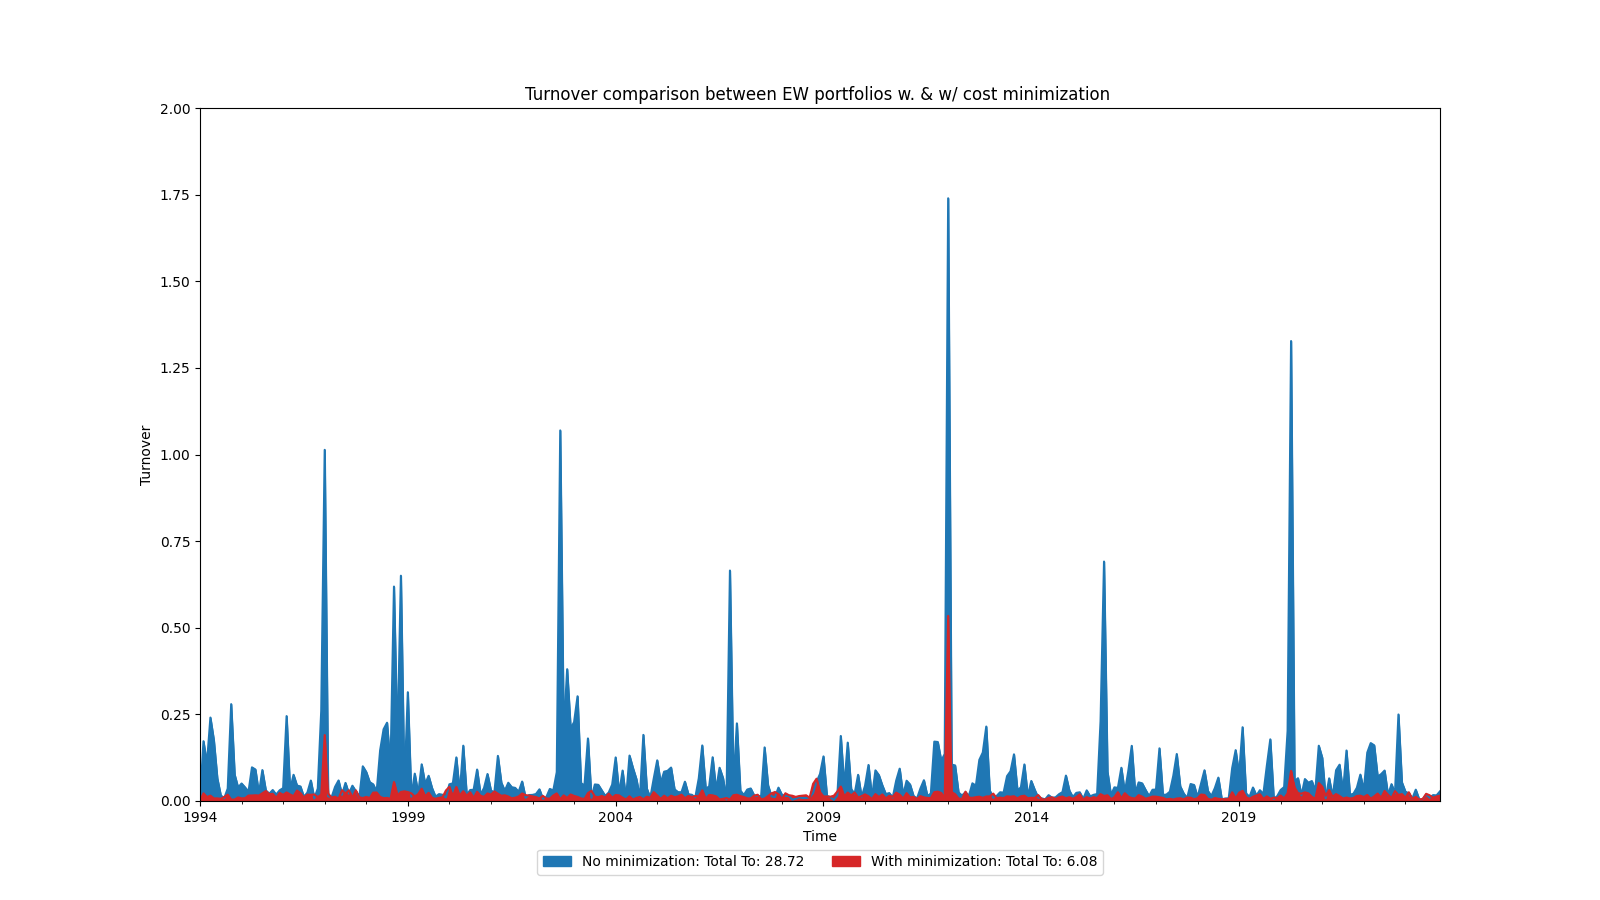 Turnover comparison between EW portfolios w. & w/ cost minimization
2.00
1.75
1.50
1.25
1.00
0.75
0.50
0.25
0.00
Turnover
1994 1999 2004 2009 2014 2019
Time
No minimization: Total To: 28.72 With minimization: Total To: 6.08